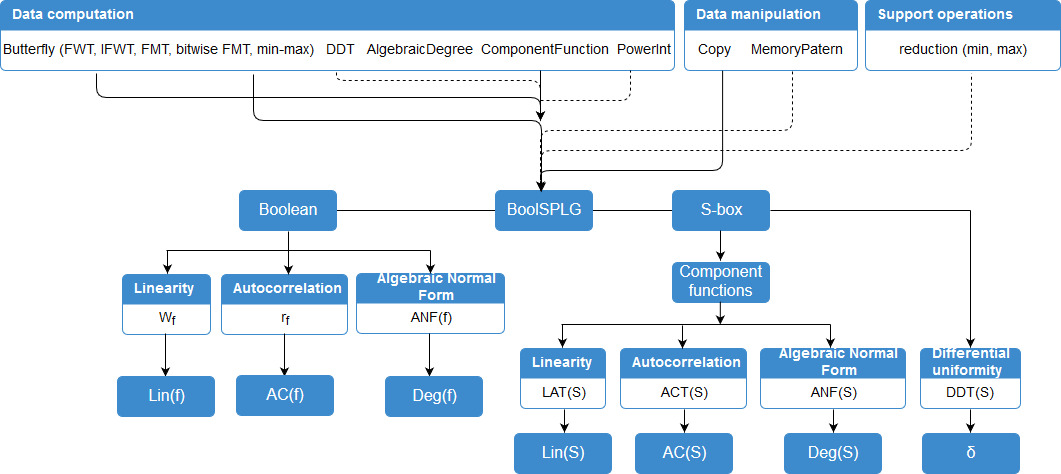 Data computation
Butterfly (FWT, IFWT, FMT, bitwise FMT, min-max) DDT AlgebraicDegree ComponentFunction PowerInt
Data manipulation
Copy MemoryPatern
Support operations
reduction (min, max)
Boolean
BoolSPLG
S-box
Component
functions
Linearity
Wf
Autocorrelation
rf
Algebraic Normal
Form
ANF(f)
Lin(f)
AC(f)
Deg(f)
Linearity
LAT(S)
Autocorrelation
ACT(S)
Algebraic Normal
Form
ANF(S)
Differential
uniformity
DDT(S)
Lin(S)
AC(S)
Deg(S)
δ